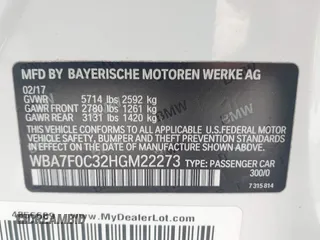 MFD BY BAYERISCHE MOTOREN WERKE AG
02/17
GVWR 5714 lbs 2592 kg
GAWR FRONT 2780 lbs 1261 kg
GAWR REAR 3131 lbs 1420 kg
THIS VEHICLE CONFORMS TO ALL APPLICABLE
U.S. FEDERAL MOTOR VEHICLE SAFETY, BUMPER AND
THEFT PREVENTION STANDARDS IN
EFFECT ON THE DATE OF MANUFACTURE SHOWN ABOVE.
WBA7F0C32HGM22273 TYPE: PASSENGER CAR
300/0
7 315 814
BMW
www.MyDealerLot.com